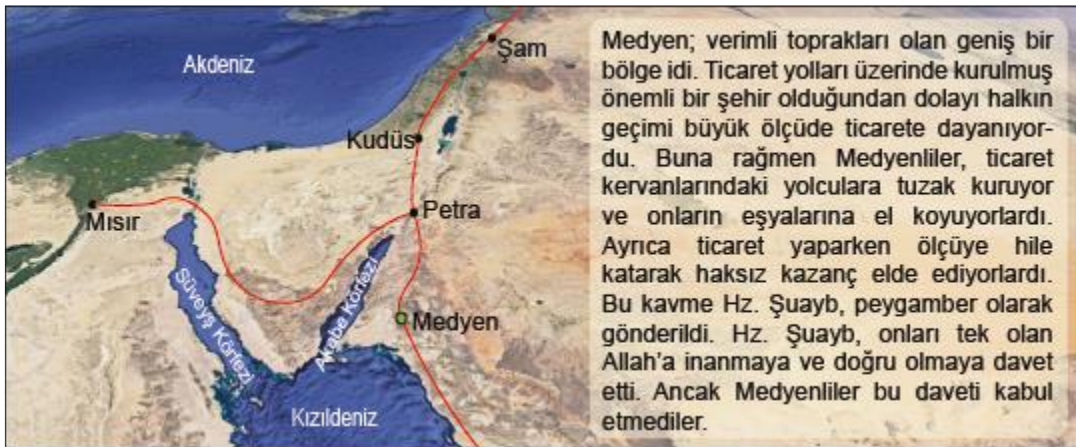 Akdeniz
Şam
Kudüs
Mısır
Petra
Süveyş Körfezi
Akabe Körfezi
Medyen
Kızıldeniz
Medyen; verimli toprakları olan geniş bir
bölge idi. Ticaret yolları üzerinde kurulmuş
önemli bir şehir olduğundan dolayı halkın
geçimi büyük ölçüde ticarete dayanıyor-
du. Buna rağmen Medyenliler, ticaret
kervanlarındaki yolculara tuzak kuruyor
ve onların eşyalarına el koyuyorlardı.
Ayrıca ticaret yaparken ölçüye hile
katarak haksız kazanç elde ediyorlardı.
Bu kavme Hz. Şuayb, peygamber olarak
gönderildi. Hz. Şuayb, onları tek olan
Allah’a inanmaya ve doğru olmaya davet
etti. Ancak Medyenliler bu daveti kabul
etmediler.